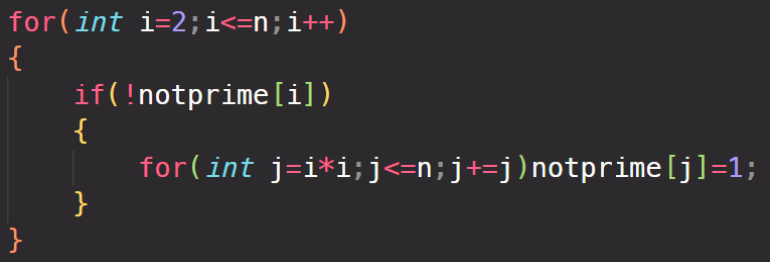 for(int i=2;i<=n;i++)
{
    if(!notprime[i])
    {
        for(int j=i*i;j<=n;j+=j)notprime[j]=1;
    }
}